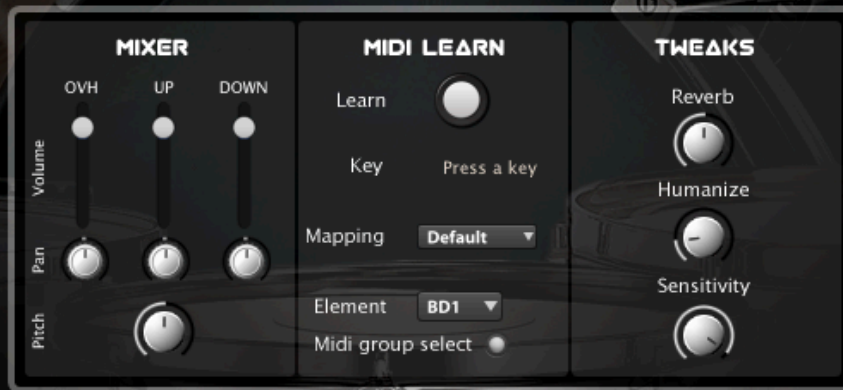 MIXER
OVH UP DOWN
Volume
Pan
Pitch
MIDI LEARN
Learn
Key Press a key
Mapping Default
Element BD1
Midi group select
TWEAKS
Reverb
Humanize
Sensitivity